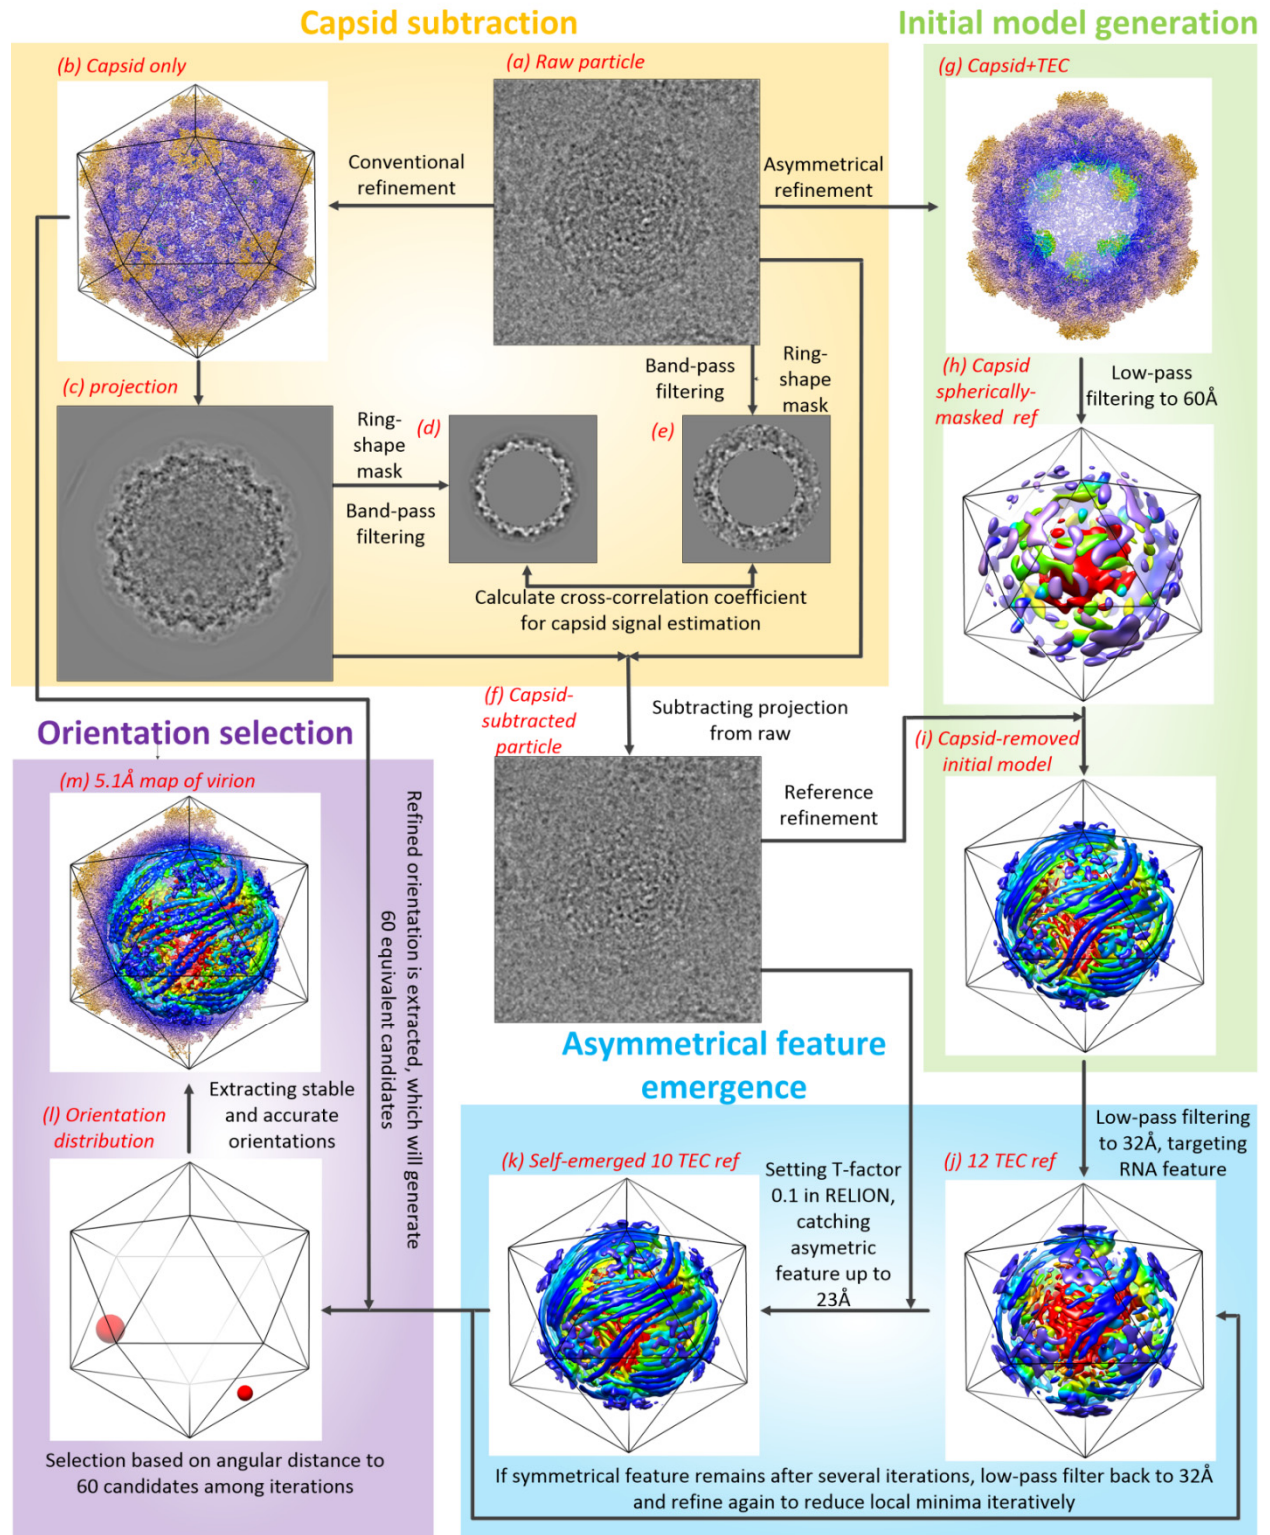 Capsid subtraction
Initial model generation
(b) Capsid only
(a) Raw particle
(g) Capsid+TEC
Conventional
refinement
Asymmetrical
refinement
(c) projection
Band-pass
filtering
Ring-
shape
mask
(h) Capsid
spherically-
masked ref
Low-pass
filtering to 60Å
Ring-
shape
mask
Band-pass
filtering
(d)
(e)
Calculate cross-correlation coefficient
for capsid signal estimation
(f) Capsid-
subtracted
particle
Subtracting projection
from raw
Orientation selection
(i) Capsid-removed
initial model
(m) 5.1Å map of virion
Refined orientation is extracted, which will generate
60 equivalent candidates
Reference
refinement
Asymmetrical feature
emergence
(l) Orientation
distribution
Extracting stable
and accurate
orientations
Low-pass filtering
to 32Å, targeting
RNA feature
(k) Self-emerged 10 TEC ref
Setting T-factor
0.1 in RELION,
catching
asymetric
feature up to
23Å
(j) 12 TEC ref
Selection based on angular distance to
60 candidates among iterations
If symmetrical feature remains after several iterations, low-pass filter back to 32Å
and refine again to reduce local minima iteratively